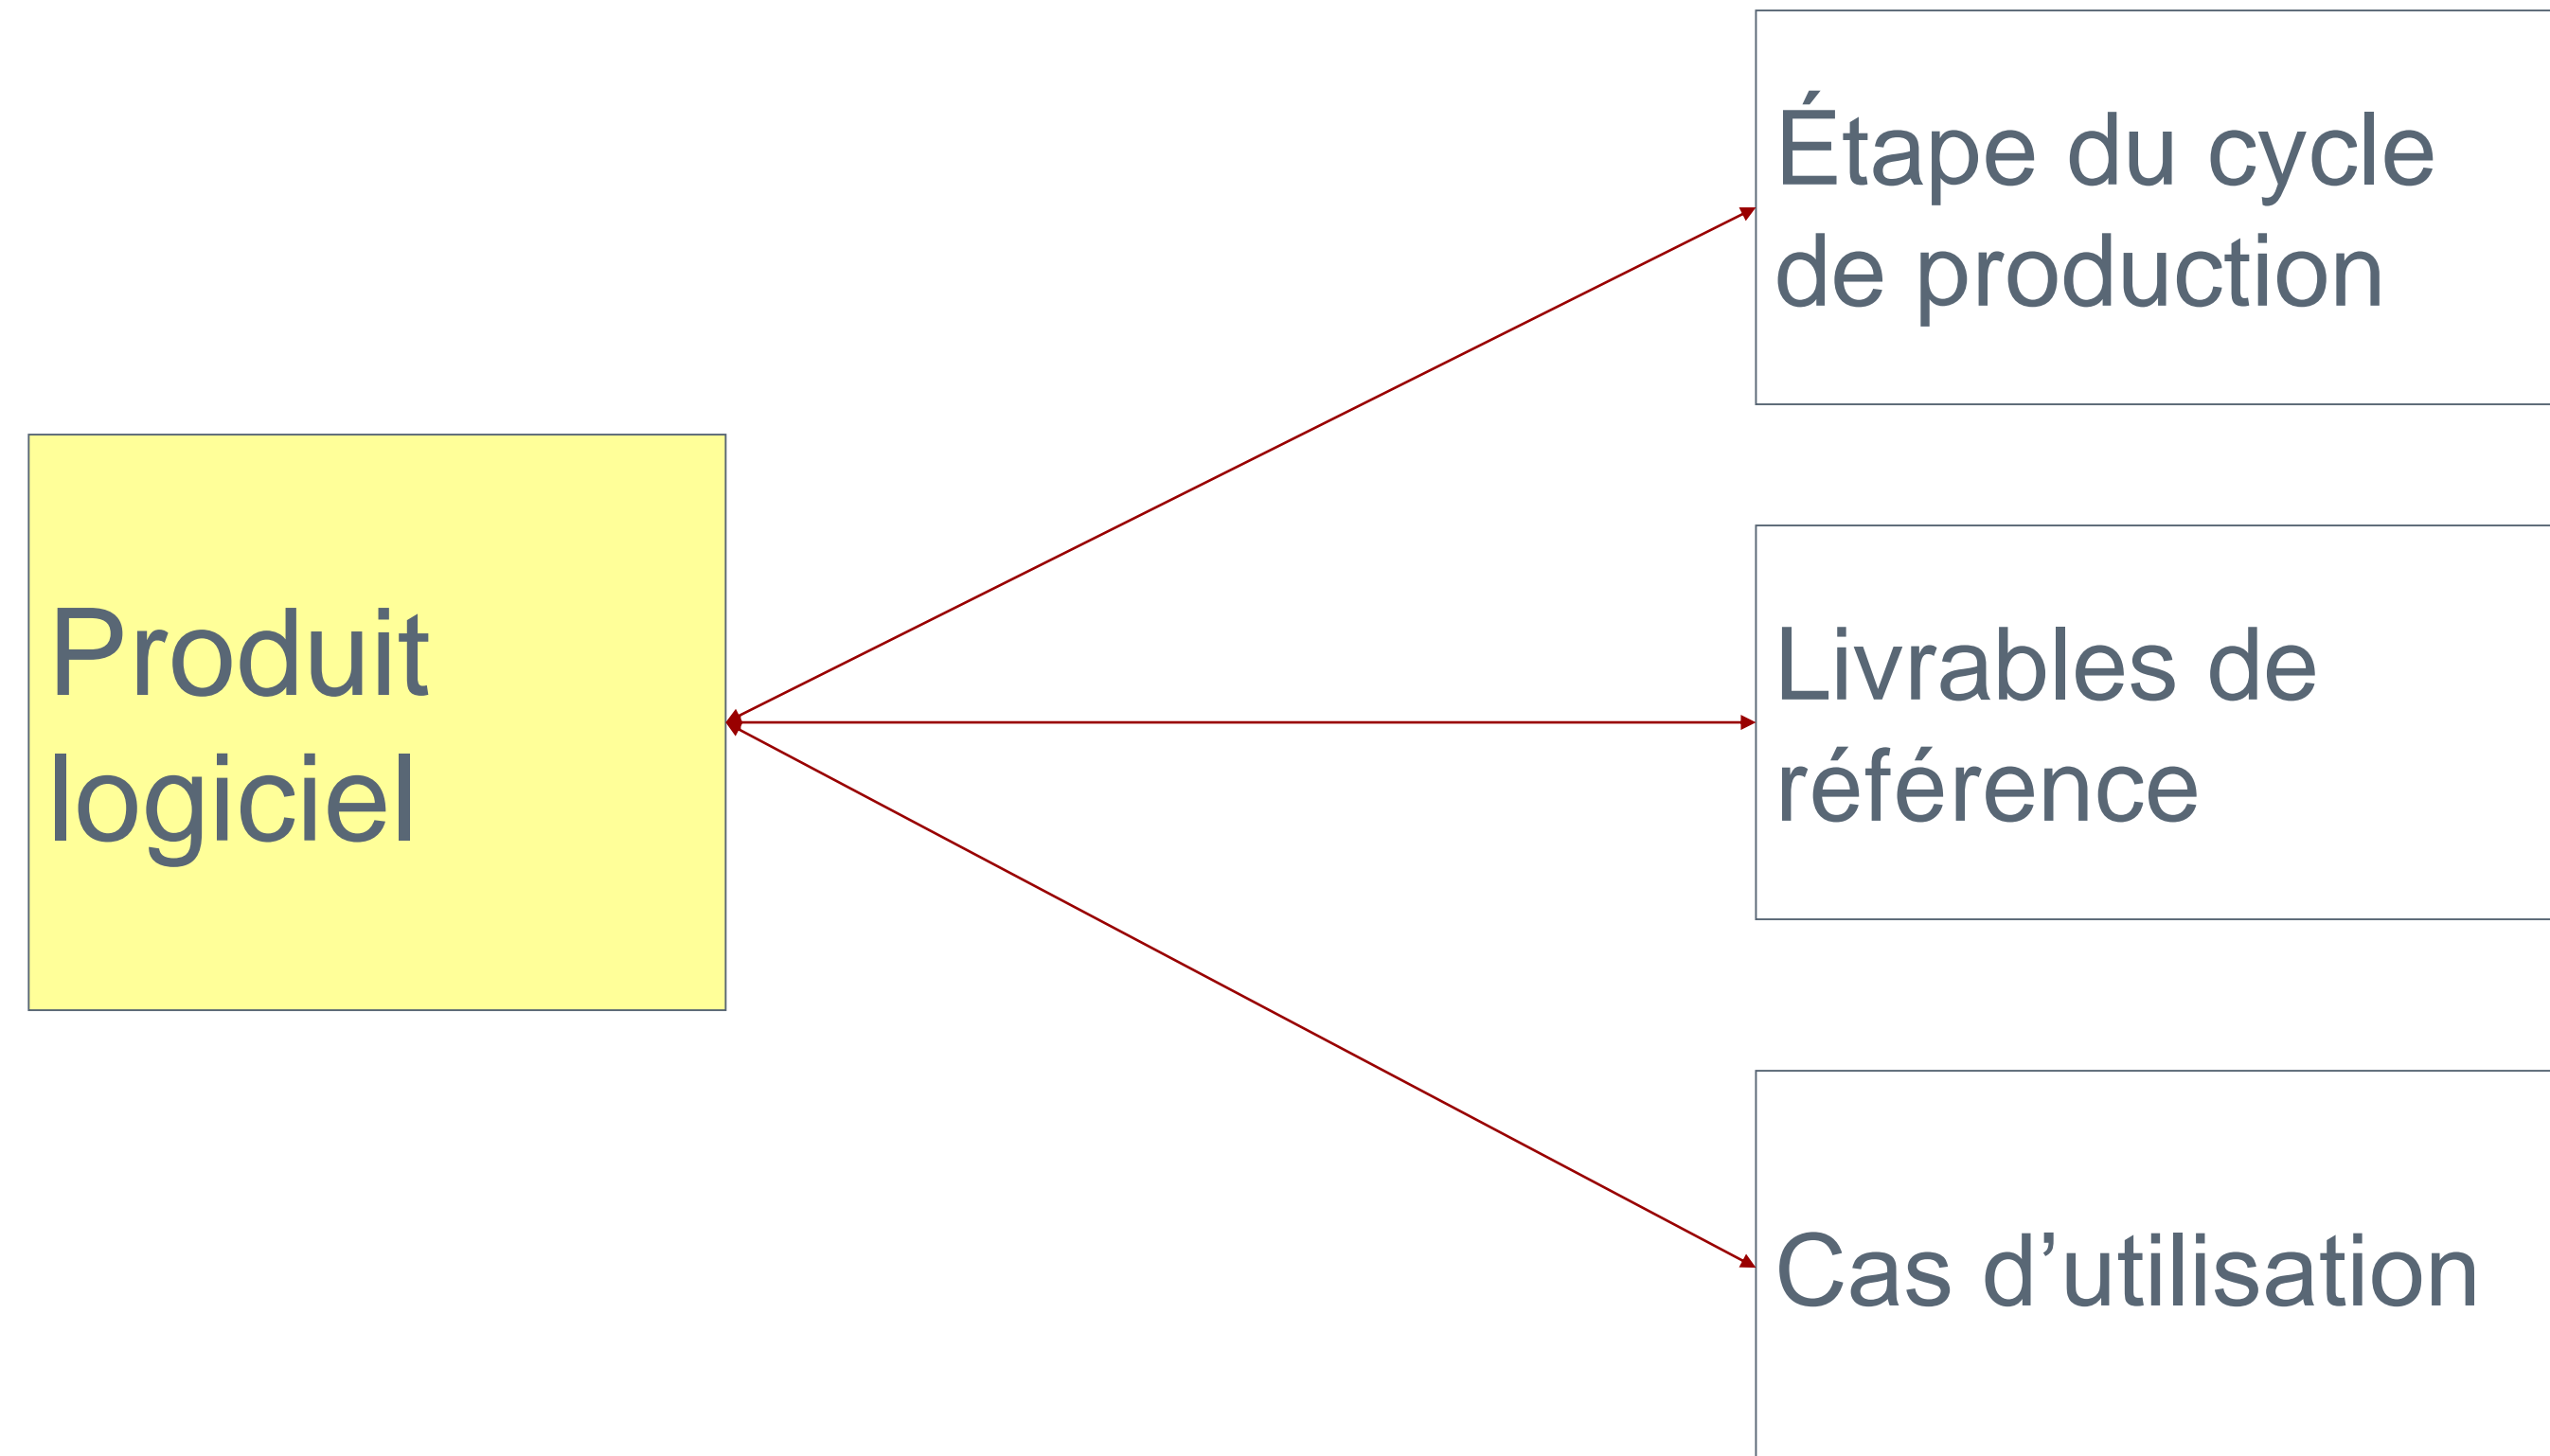 Produit
logiciel
Étape du cycle
de production
Livrables de
référence
Cas d’utilisation